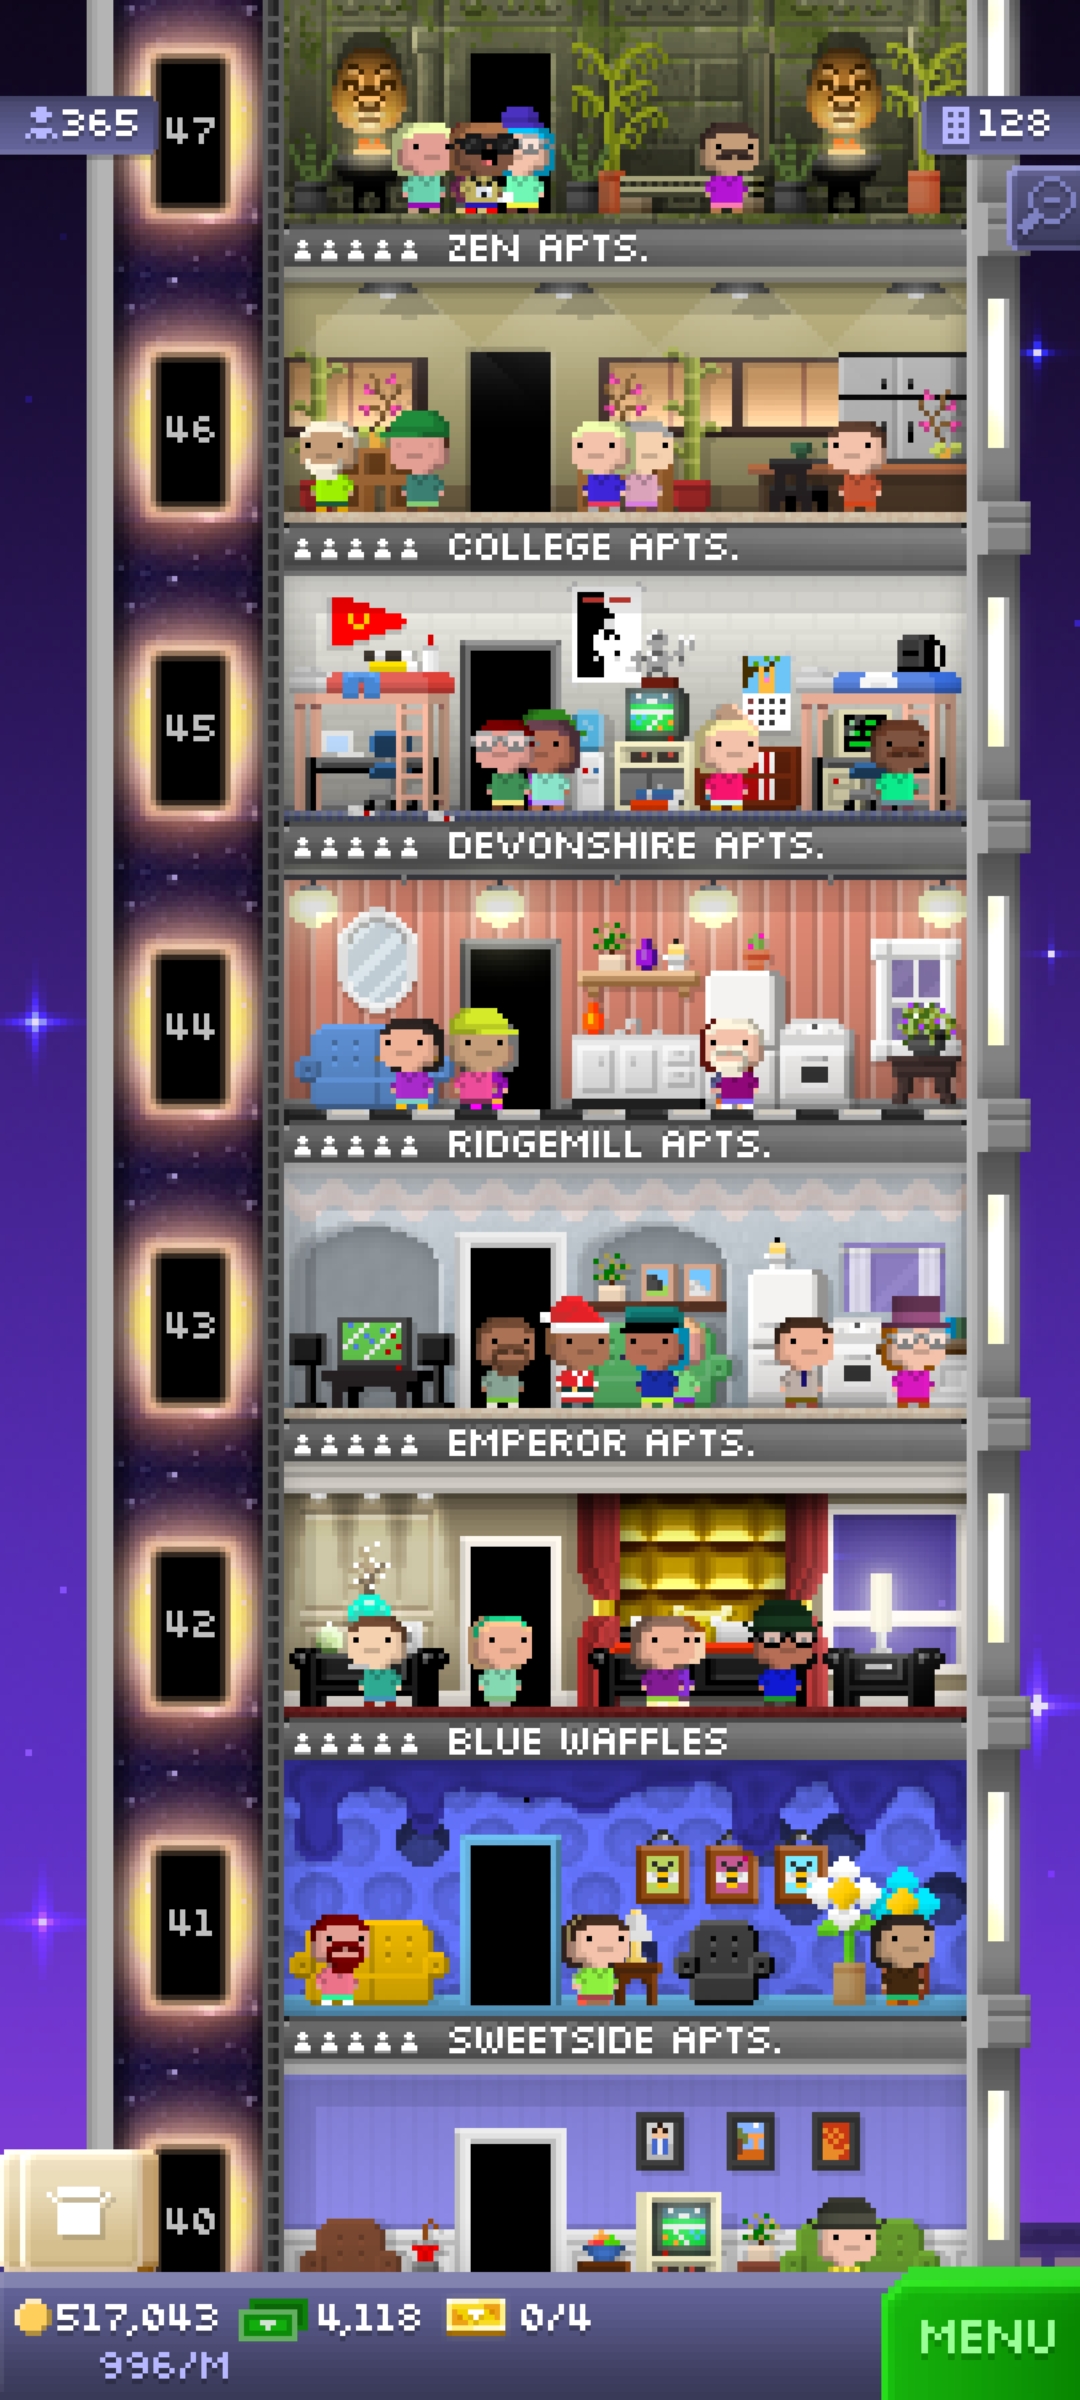 365
47
128
ZEN APTS.
46
COLLEGE APTS.
45
DEVONSHIRE APTS.
44
RIDGEMILL APTS.
43
EMPEROR APTS.
42
BLUE WAFFLES
41
SWEETSIDE APTS.
40
517,043 4,118 0/4
996/M
MENU